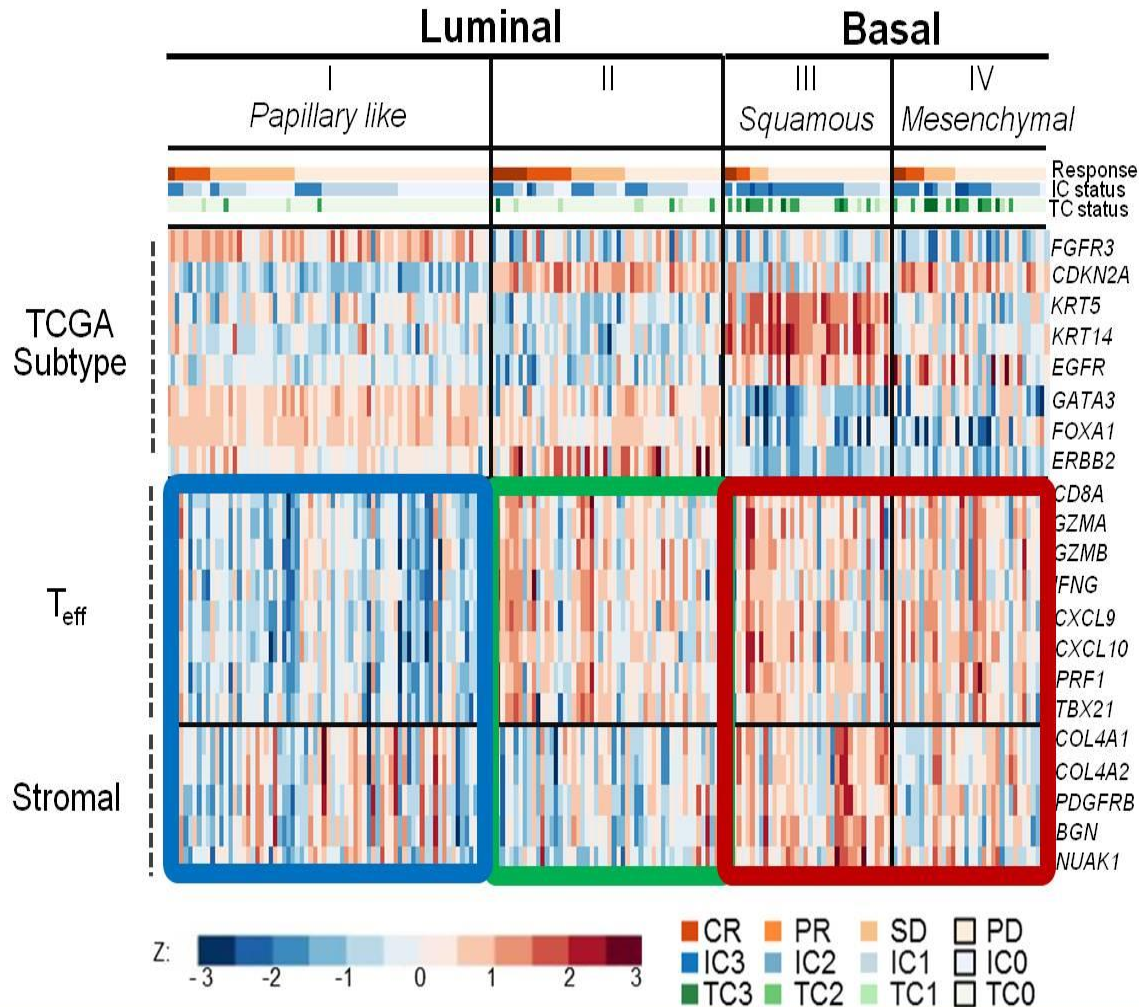 Luminal Basal
I II III IV
Papillary like Squamous Mesenchymal
Response
IC status
TC status
TCGA
Subtype
FGFR3
CDKN2A
KRT5
KRT14
EGFR
GATA3
FOXA1
ERBB2
Teff
CD8A
GZMA
GZMB
IFNG
CXCL9
CXCL10
PRF1
TBX21
Stromal
COL4A1
COL4A2
PDGFRB
BGN
NUAK1
Z: -3 -2 -1 0 1 2 3
CR PR SD PD
IC3 IC2 IC1 IC0
TC3 TC2 TC1 TC0